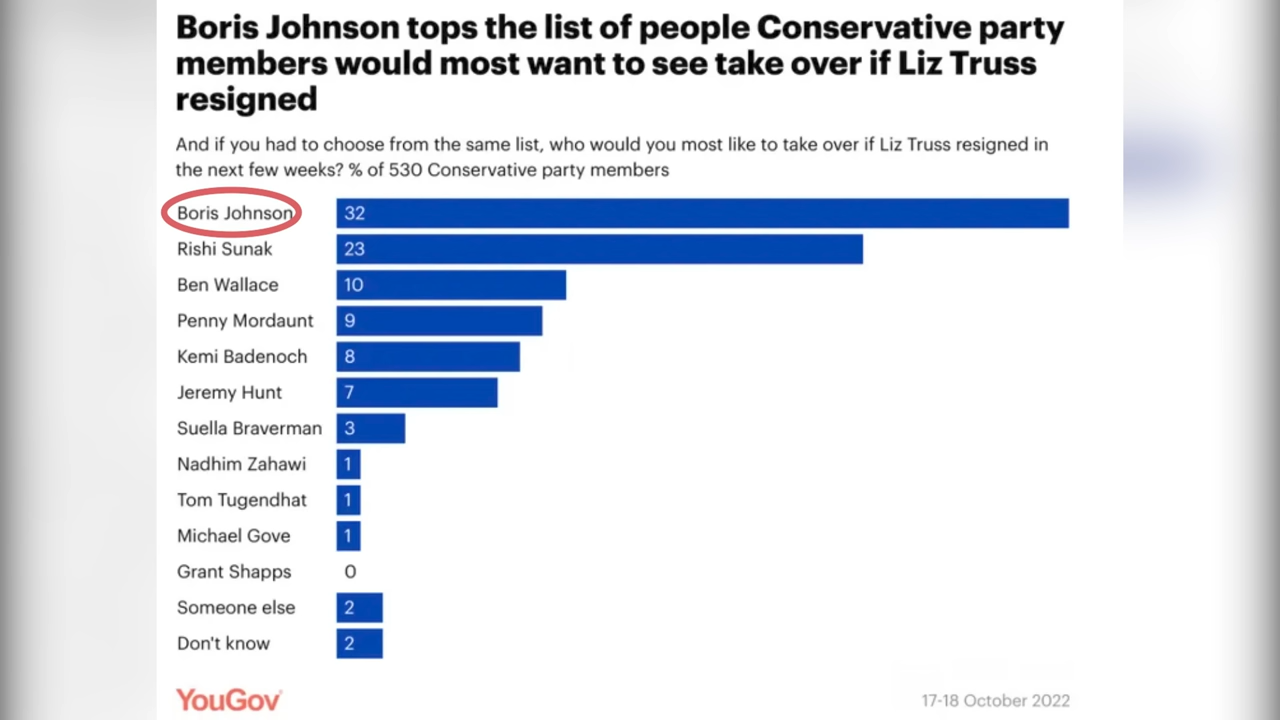 Boris Johnson tops the list of people Conservative party
members would most want to see take over if Liz Truss
resigned
And if you had to choose from the same list, who would you most like to take over if Liz Truss resigned in
the next few weeks? % of 530 Conservative party members
Boris Johnson 32
Rishi Sunak 23
Ben Wallace 10
Penny Mordaunt 9
Kemi Badenoch 8
Jeremy Hunt 7
Suella Braverman 3
Nadhim Zahawi 1
Tom Tugendhat 1
Michael Gove 1
Grant Shapps 0
Someone else 2
Don't know 2
YouGov 17-18 October 2022